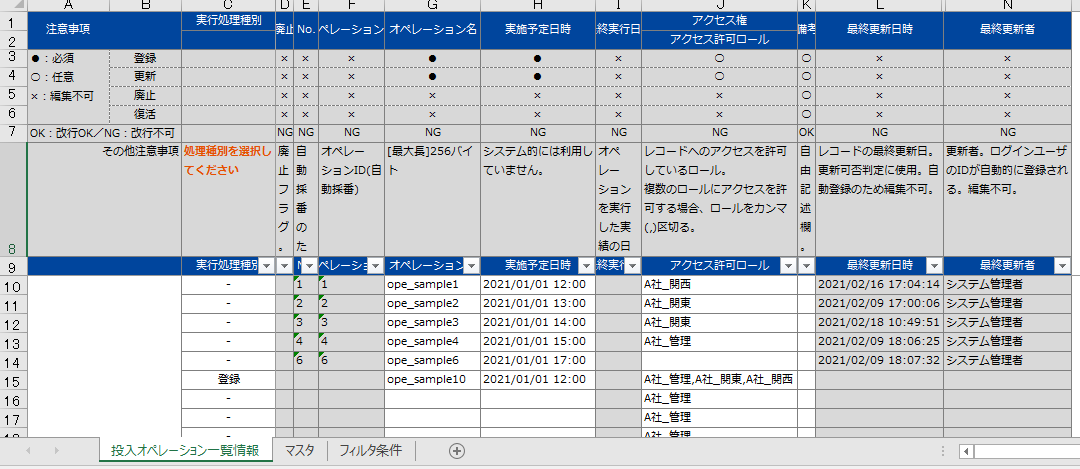 A B C D E F G H I J K L N
1 注意事項 実行処理種別 廃止 No. ペレーション オペレーション名 実施予定日時 終実行日 アクセス権 備考 最終更新日時 最終更新者
2 アクセス許可ロール
3 ●：必須 登録 × × × ● ● × 〇 〇 × ×
4 〇：任意 更新 × × × ● ● × 〇 〇 × ×
5 ×：編集不可 廃止 × × × × × × × 〇 × ×
6 復活 × × × × × × × 〇 × ×
7 OK：改行OK／NG：改行不可 NG NG NG NG NG NG NG OK NG NG
8 その他注意事項
処理種別を選択し
てください
廃
止
フ
ラ
グ
。
自
動
採
番
の
た
オペレー
ションID(自
動採番)
[最大長]256バイ
ト
システム的には利用し
ていません。
オペ
レー
ション
を実行
した実
績の日
レコードへのアクセスを許可
しているロール。
複数のロールにアクセスを許
可する場合、ロールをカンマ
(,)区切る。
自
由
記
述
欄
。
レコードの最終更新日。
更新可否判定に使用。自
動登録のため編集不可。
更新者。ログインユーザ
のIDが自動的に登録され
る。編集不可。
9 実行処理種別 ペレーション オペレーション名 実施予定日時 終実行 アクセス許可ロール 最終更新日時 最終更新者
10 - 1 1 ope_sample1 2021/01/01 12:00 A社_関西 2021/02/16 17:04:14 システム管理者
11 - 2 2 ope_sample2 2021/01/01 13:00 A社_関東 2021/02/09 17:00:06 システム管理者
12 - 3 3 ope_sample3 2021/01/01 14:00 A社_関東 2021/02/18 10:49:51 システム管理者
13 - 4 4 ope_sample4 2021/01/01 15:00 A社_管理 2021/02/09 18:06:25 システム管理者
14 - 6 6 ope_sample6 2021/01/01 17:00 2021/02/09 18:07:32 システム管理者
15 登録 ope_sample10 2021/01/01 12:00 A社_管理,A社_関東,A社_関西
16 - A社_管理
17 - A社_管理
- A社_管理
投入オペレーション一覧情報 マスタ フィルタ条件